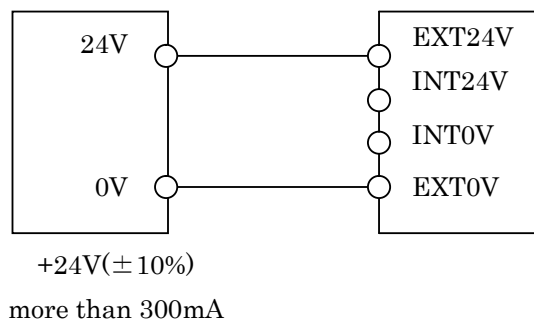 24V
EXT24V
INT24V
INT0V
0V
EXT0V
+24V(±10%)
more than 300mA